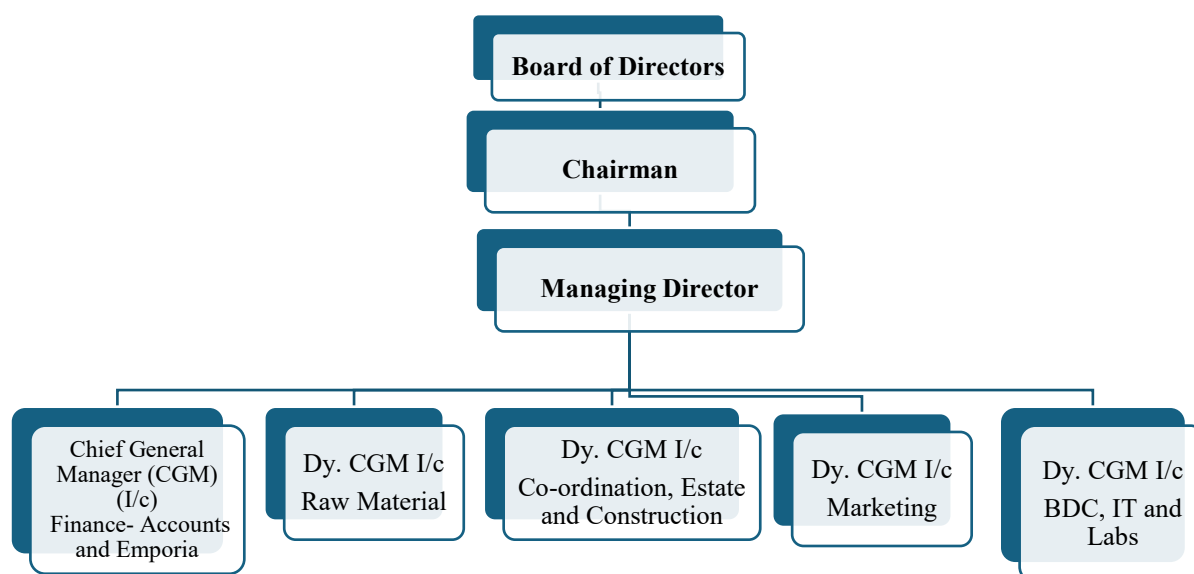 Board of Directors
Chairman
Managing Director
Chief General
Manager (CGM)
(I/c)
Finance- Accounts
and Emporia
Dy. CGM I/c
Raw Material
Dy. CGM I/c
Co-ordination, Estate
and Construction
Dy. CGM I/c
Marketing
Dy. CGM I/c
BDC, IT and
Labs